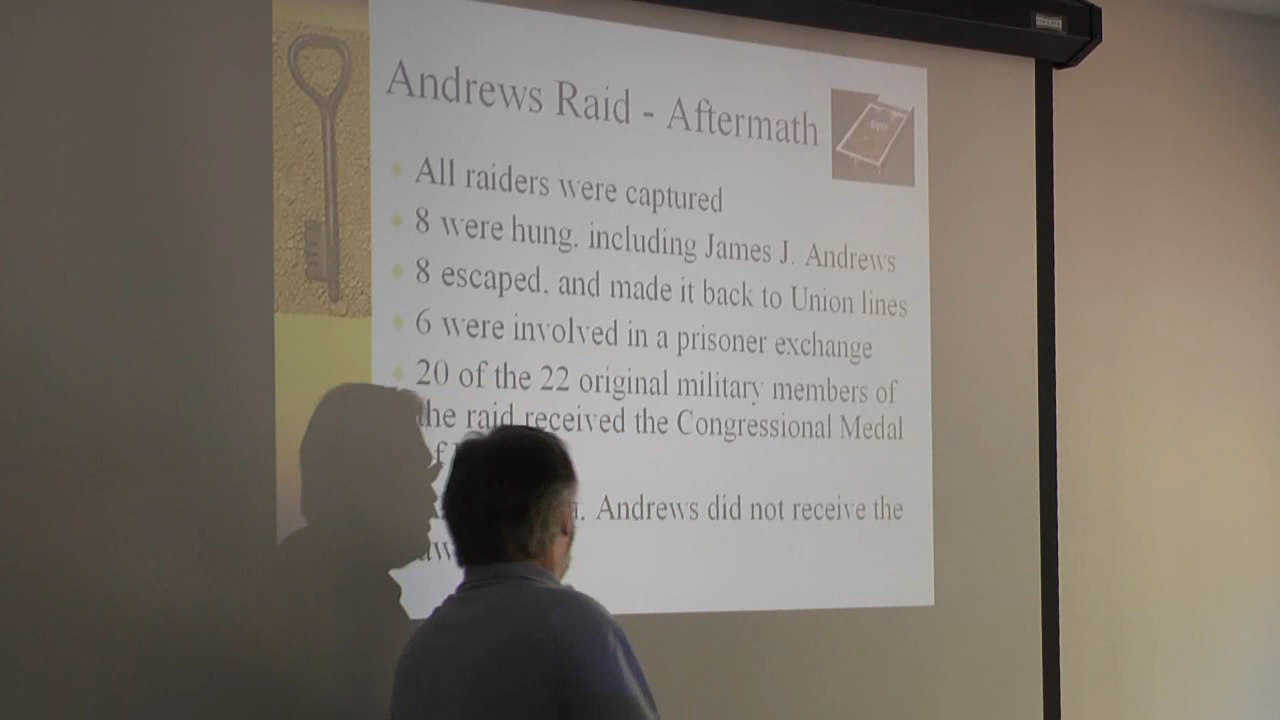 Andrews Raid - Aftermath
All raiders were captured
8 were hung, including James J. Andrews
8 escaped, and made it back to Union lines
6 were involved in a prisoner exchange
20 of the 22 original military members of
the raid received the Congressional Medal
of
Andrews did not receive the